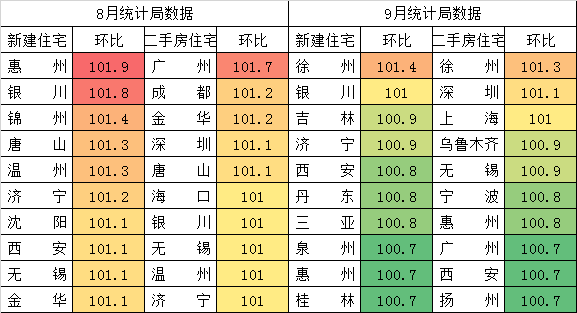 8月统计局数据 9月统计局数据
新建住宅 环比 二手房住宅 环比 新建住宅 环比 二手房住宅 环比
惠州 101.9 广州 101.7 徐州 101.4 徐州 101.3
银川 101.8 成都 101.2 银川 101 深圳 101.1
锦州 101.4 金华 101.2 吉林 100.9 上海 101
唐山 101.3 深圳 101.1 济宁 100.9 乌鲁木齐 100.9
温州 101.3 唐山 101.1 西安 100.8 无锡 100.9
济宁 101.2 海口 101 丹东 100.8 宁波 100.8
沈阳 101.1 银川 101 三亚 100.8 惠州 100.8
西安 101.1 无锡 101 泉州 100.7 广州 100.7
无锡 101.1 温州 101 惠州 100.7 西安 100.7
金华 101.1 济宁 101 桂林 100.7 扬州 100.7